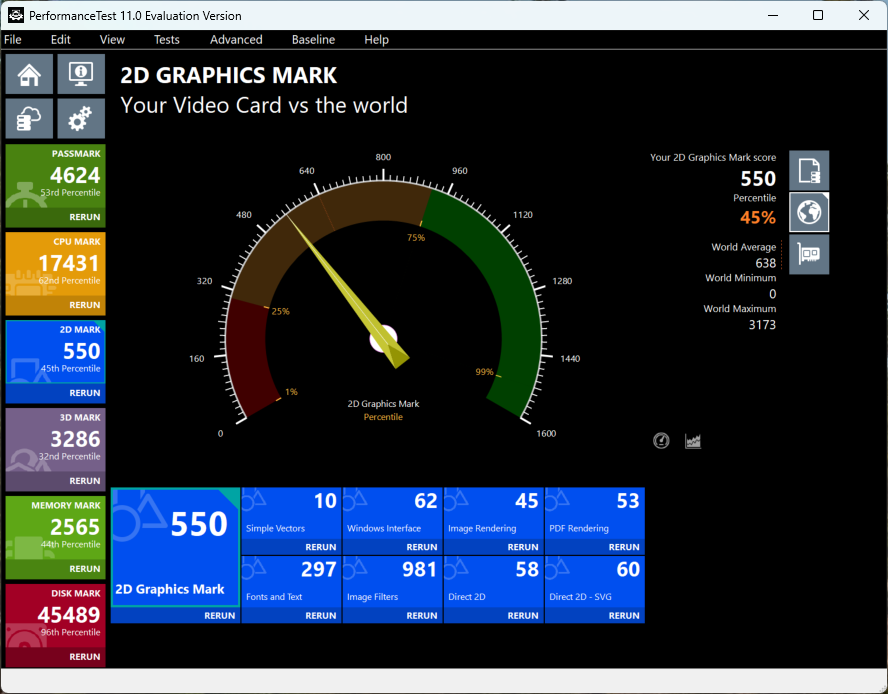 PerformanceTest 11.0 Evaluation Version
File Edit View Tests Advanced Baseline Help
2D GRAPHICS MARK
Your Video Card vs the world
PASSMARK
4624
53rd Percentile
RERUN
CPU MARK
17431
62nd Percentile
RERUN
2D MARK
550
45th Percentile
RERUN
3D MARK
3286
32nd Percentile
RERUN
MEMORY MARK
2565
44th Percentile
RERUN
DISK MARK
45489
96th Percentile
RERUN
0
160
320
480
640
800
960
1120
1280
1440
1600
1%
25%
75%
99%
2D Graphics Mark
Percentile
Your 2D Graphics Mark score
550
Percentile
45%
World Average
638
World Minimum
0
World Maximum
3173
550
2D Graphics Mark
RERUN
10
Simple Vectors
RERUN
62
Windows Interface
RERUN
45
Image Rendering
RERUN
53
PDF Rendering
RERUN
297
Fonts and Text
RERUN
981
Image Filters
RERUN
58
Direct 2D
RERUN
60
Direct 2D - SVG
RERUN